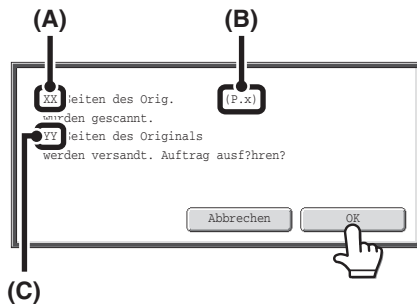 (A) (B)
XX Seiten des Orig. (P.x)
wurden gescannt.
YY Seiten des Originals
werden versandt. Auftrag ausf?hren?
Abbrechen OK
(C)